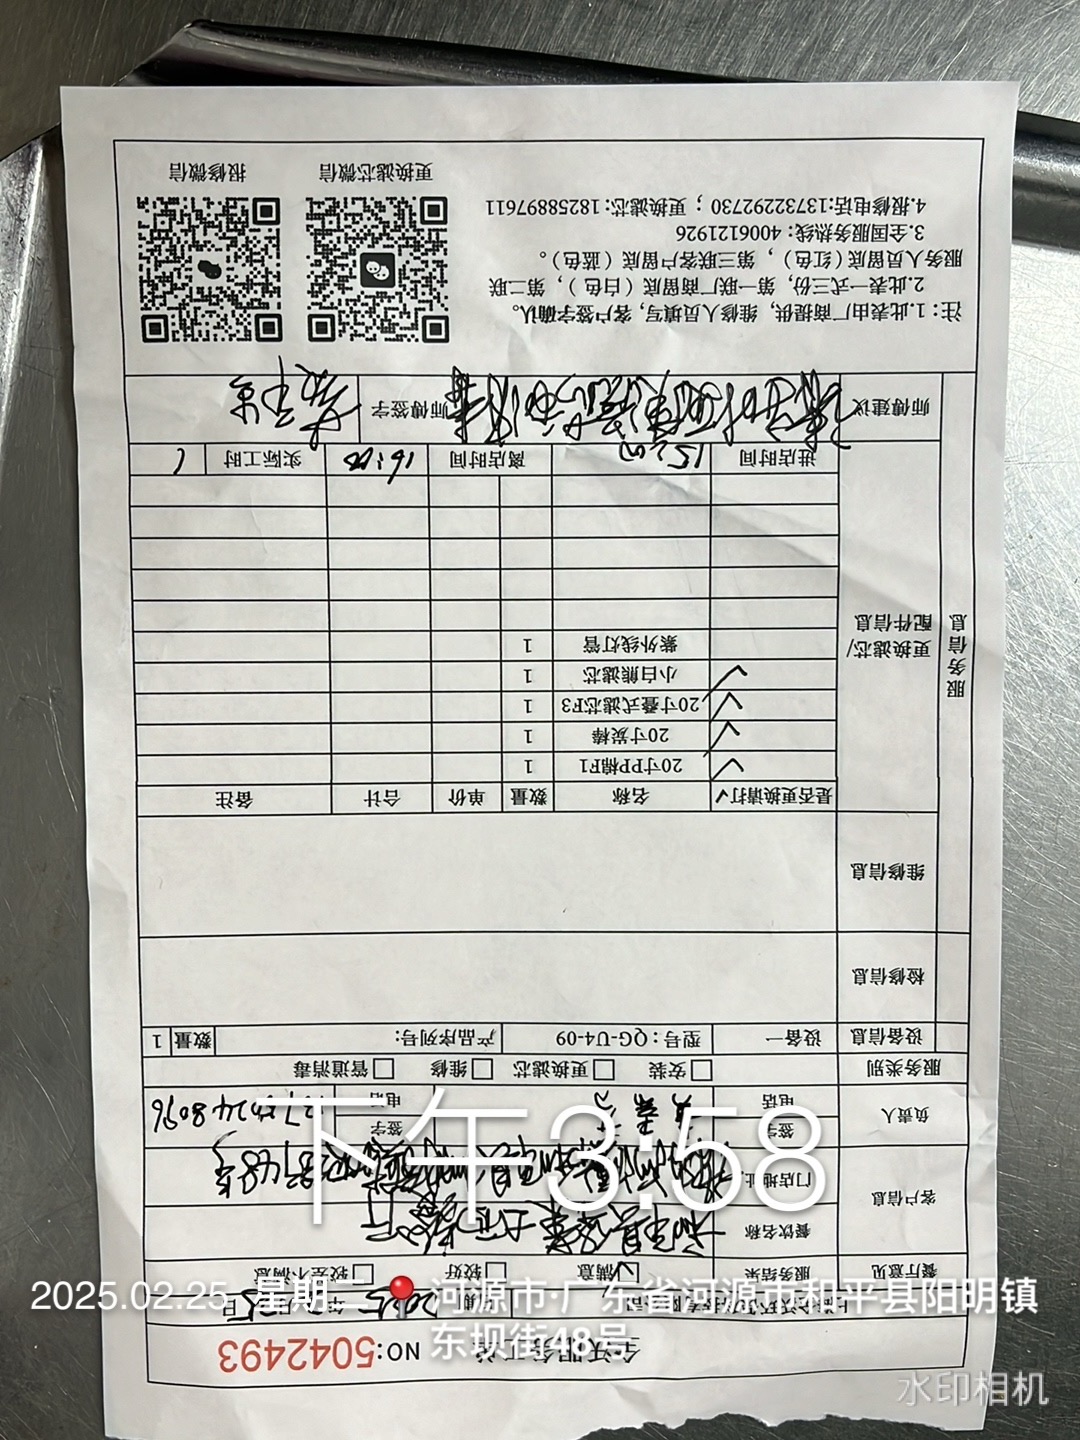 全沃服务工单 NO:5042493
餐厅意见 服务结果 满意 较好 较差不满意
客户信息 餐饮名称
门店地址
负责人 签字 签字
电话 电话
服务类别 安装 更换滤芯 维修 管道消毒
设备信息 设备一 型号：QG-U4-09 产品序列号： 数量 1
服务信息
检修信息
维修信息
更换滤芯/配件信息
是否更换请打✓ 名称 数量 单价 合计 备注
✓ 20寸PP棉F1 1
✓ 20寸炭棒 1
✓ 20寸叠式滤芯F3 1
✓ 小白熊滤芯 1
紫外线灯管 1
进店时间 15:00 离店时间 16:00 实际工时 1
师傅建议 师傅签字
注：1.此表由厂商提供，维修人员填写，客户签字确认。
2.此表一式三份，第一联厂商留底（白色），第二联
服务人员留底（红色），第三联客户留底（蓝色）。
3.全国服务热线：4006121926
4.报修电话:13732292730；更换滤芯:18258897611
更换滤芯微信 报修微信
下午3:58
2025.02.25 星期二 河源市·广东省河源市和平县阳明镇
东坝街48号
水印相机